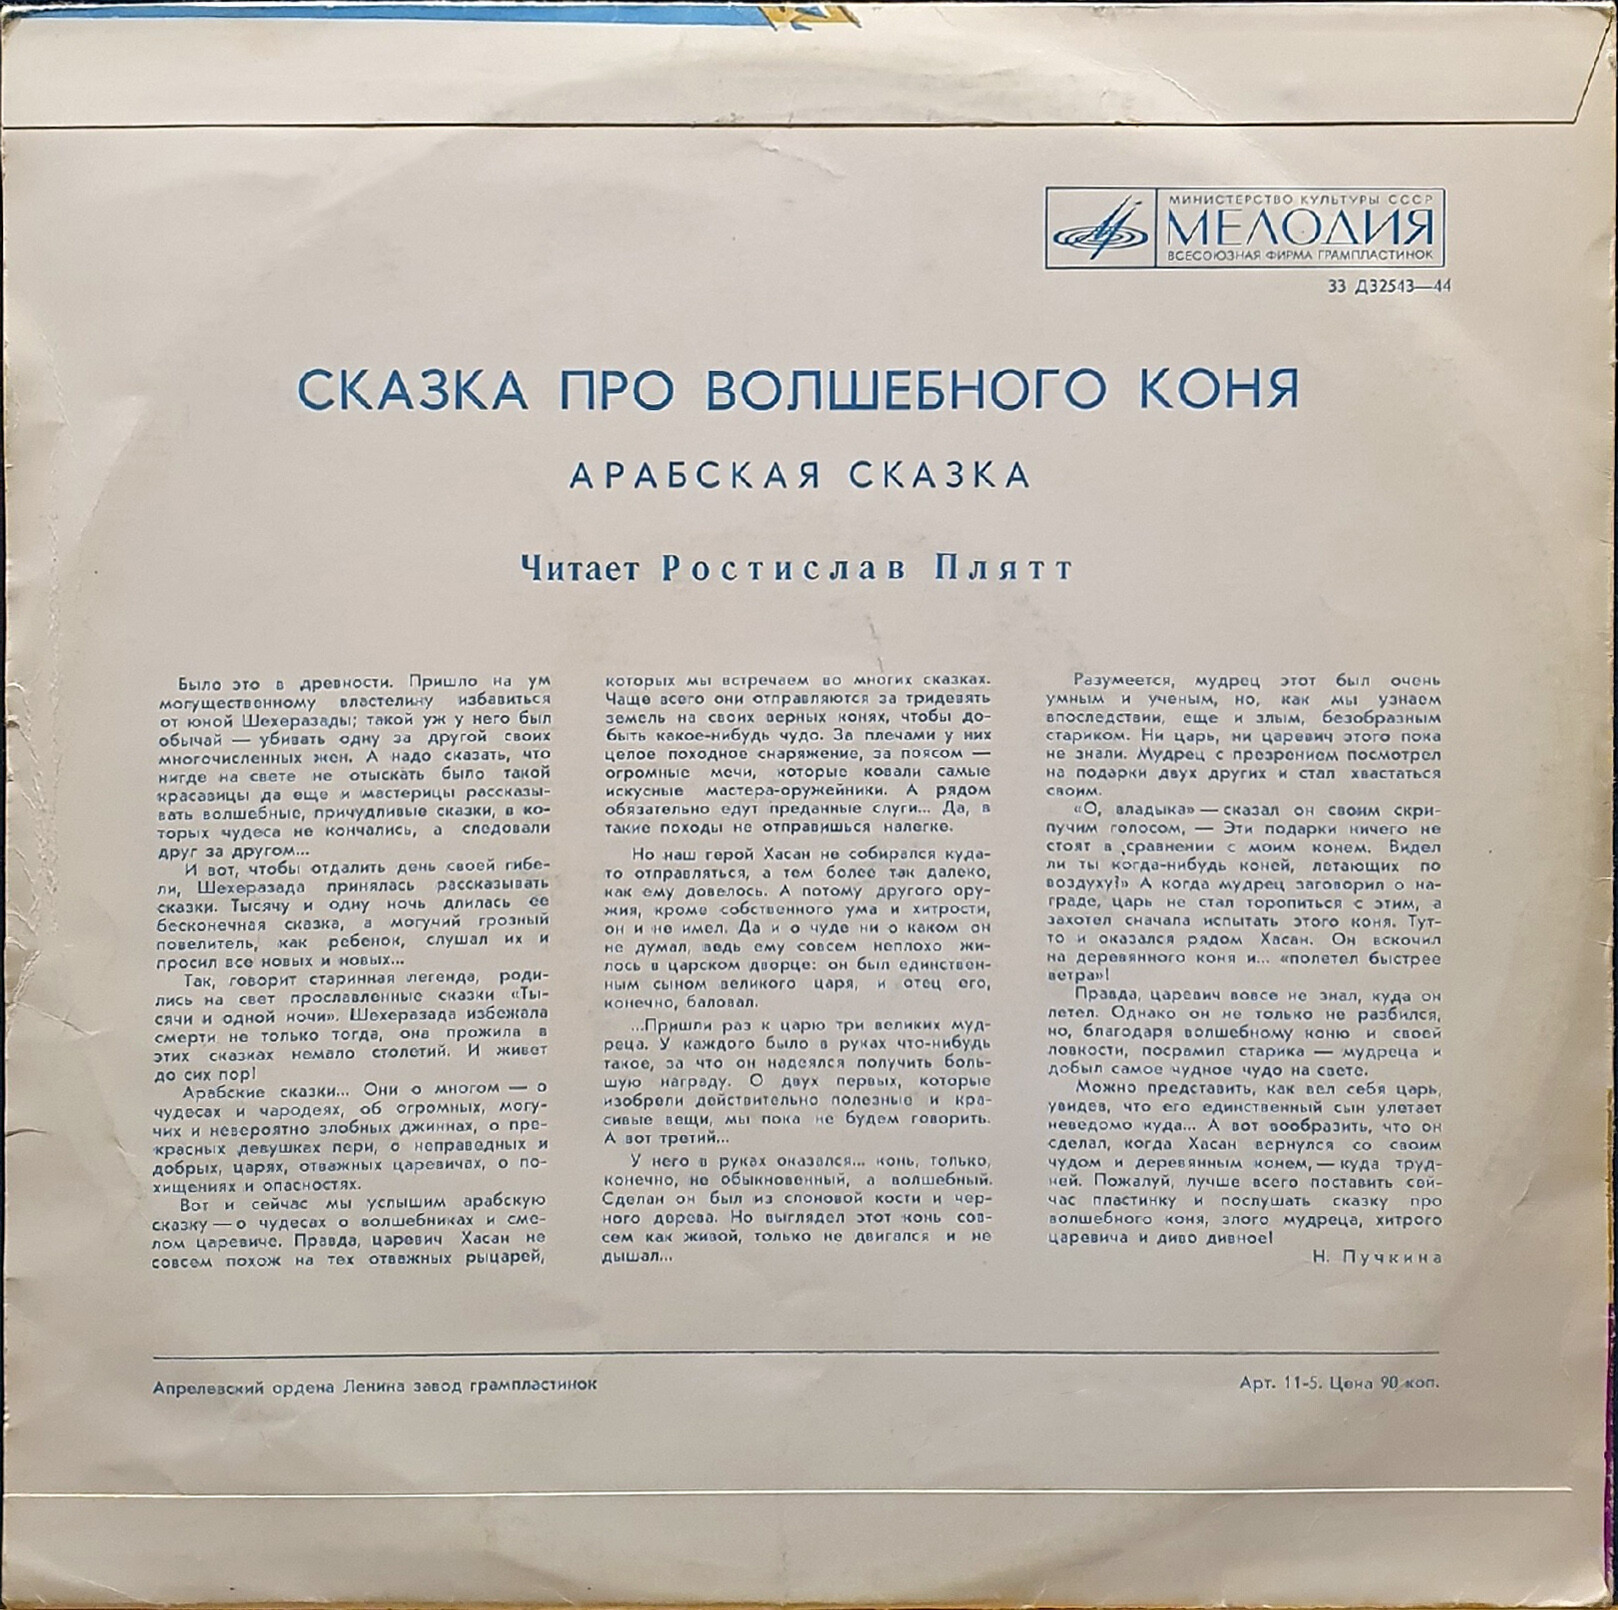 МИНИСТЕРСТВО КУЛЬТУРЫ СССР
МЕЛОДИЯ
ВСЕСОЮЗНАЯ ФИРМА ГРАМПЛАСТИНОК
33 Д32543—44
СКАЗКА ПРО ВОЛШЕБНОГО КОНЯ
АРАБСКАЯ СКАЗКА
Читает Ростислав Плятт
Было это в древности. Пришло на ум
могущественному властелину избавиться
от юной Шехеразады; такой уж у него был
обычай — убивать одну за другой своих
многочисленных жен. А надо сказать, что
нигде на свете не отыскать было такой
красавицы да еще и мастерицы рассказы-
вать волшебные, причудливые сказки, в ко-
торых чудеса не кончались, а следовали
друг за другом...
И вот, чтобы отдалить день своей гибе-
ли, Шехеразада принялась рассказывать
сказки. Тысячу и одну ночь длилась ее
бесконечная сказка, а могучий грозный
повелитель, как ребенок, слушал их и
просил все новых и новых...
Так, говорит старинная легенда, роди-
лись на свет прославленные сказки «Ты-
сячи и одной ночи». Шехеразада избежала
смерти не только тогда, она прожила в
этих сказках немало столетий. И живет
до сих пор!
Арабские сказки... Они о многом — о
чудесах и чародеях, об огромных, могу-
чих и невероятно злобных джиннах, о пре-
красных девушках пери, о неправедных и
добрых, царях, отважных царевичах, о по-
хищениях и опасностях.
Вот и сейчас мы услышим арабскую
сказку — о чудесах о волшебниках и сме-
лом царевиче. Правда, царевич Хасан не
совсем похож на тех отважных рыцарей,
которых мы встречаем во многих сказках.
Чаще всего они отправляются за тридевять
земель на своих верных конях, чтобы до-
быть какое-нибудь чудо. За плечами у них
целое походное снаряжение, за поясом —
огромные мечи, которые ковали самые
искусные мастера-оружейники. А рядом
обязательно едут преданные слуги... Да, в
такие походы не отправишься налегке.
Но наш герой Хасан не собирался куда-
то отправляться, а тем более так далеко,
как ему довелось. А потому другого ору-
жия, кроме собственного ума и хитрости,
он и не имел. Да и о чуде ни о каком он
не думал, ведь ему совсем неплохо жи-
лось в царском дворце: он был единствен-
ным сыном великого царя, и отец его,
конечно, баловал.
...Пришли раз к царю три великих муд-
реца. У каждого было в руках что-нибудь
такое, за что он надеялся получить боль-
шую награду. О двух первых, которые
изобрели действительно полезные и кра-
сивые вещи, мы пока не будем говорить.
А вот третий...
У него в руках оказался... конь, только,
конечно, не обыкновенный, а волшебный.
Сделан он был из слоновой кости и чер-
ного дерева. Но выглядел этот конь сов-
сем как живой, только не двигался и не
дышал...
Разумеется, мудрец этот был очень
умным и ученым, но, как мы узнаем
впоследствии, еще и злым, безобразным
стариком. Ни царь, ни царевич этого пока
не знали. Мудрец с презрением посмотрел
на подарки двух других и стал хвастаться
своим.
«О, владыка» — сказал он своим скри-
пучим голосом, — Эти подарки ничего не
стоят в сравнении с моим конем. Видел
ли ты когда-нибудь коней, летающих по
воздуху?» А когда мудрец заговорил о на-
граде, царь не стал торопиться с этим, а
захотел сначала испытать этого коня. Тут-
то и оказался рядом Хасан. Он вскочил
на деревянного коня и... «полетел быстрее
ветра»!
Правда, царевич вовсе не знал, куда он
летел. Однако он не только не разбился,
но, благодаря волшебному коню и своей
ловкости, посрамил старика — мудреца и
добыл самое чудное чудо на свете.
Можно представить, как вел себя царь,
увидев, что его единственный сын улетает
неведомо куда... А вот вообразить, что он
сделал, когда Хасан вернулся со своим
чудом и деревянным конем, — куда труд-
ней. Пожалуй, лучше всего поставить сей-
час пластинку и послушать сказку про
волшебного коня, злого мудреца, хитрого
царевича и диво дивное!
Н. Пучкина
Апрелевский ордена Ленина завод грампластинок
Арт. 11-5. Цена 90 коп.